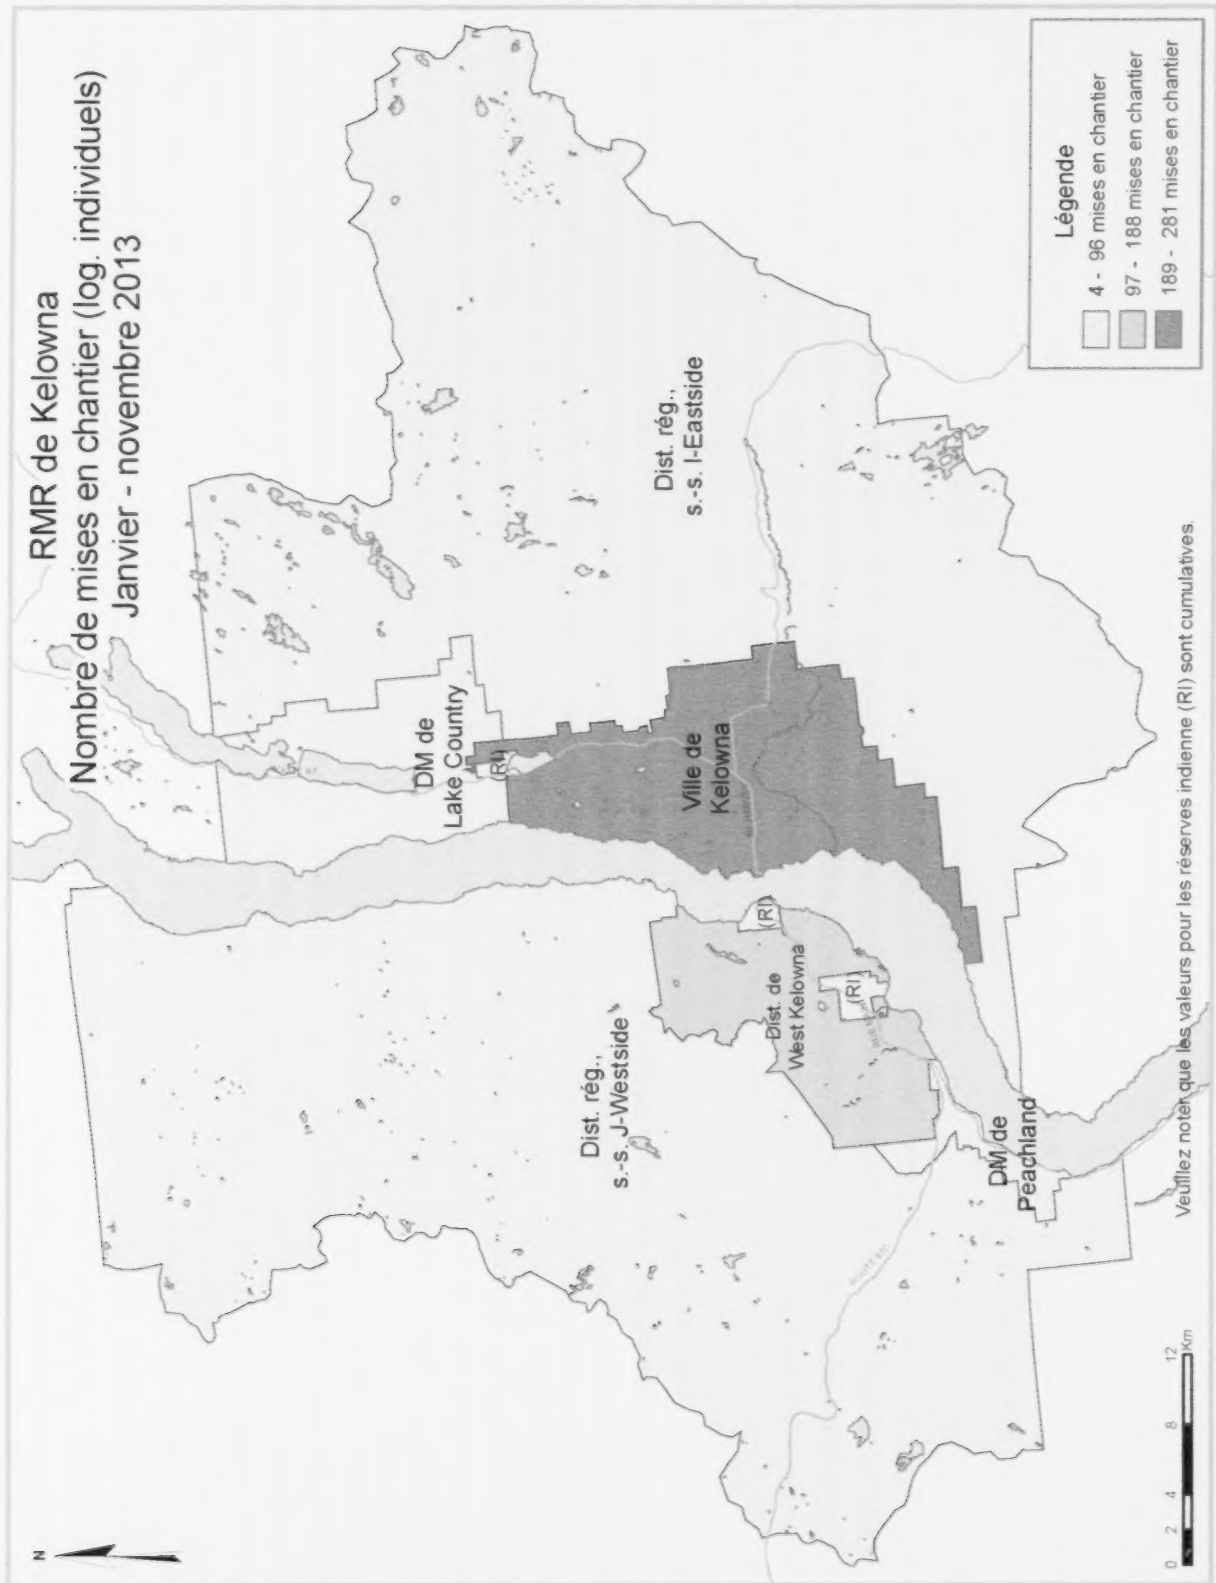 RMR de Kelowna
Nombre de mises en chantier (log. individuels)
Janvier - novembre 2013
N
DM de
Lake Country
(RI)
Ville de
Kelowna
Dist. rég.,
s.-s. I-Eastside
Dist. rég.,
s.-s. J-Westside
(RI)
Dist. de
West Kelowna
(RI)
DM de
Peachland
ROUTE 97C
97
Légende
4 - 96 mises en chantier
97 - 188 mises en chantier
189 - 281 mises en chantier
0 2 4 8 12
Km
Veuillez noter que les valeurs pour les réserves indienne (RI) sont cumulatives.